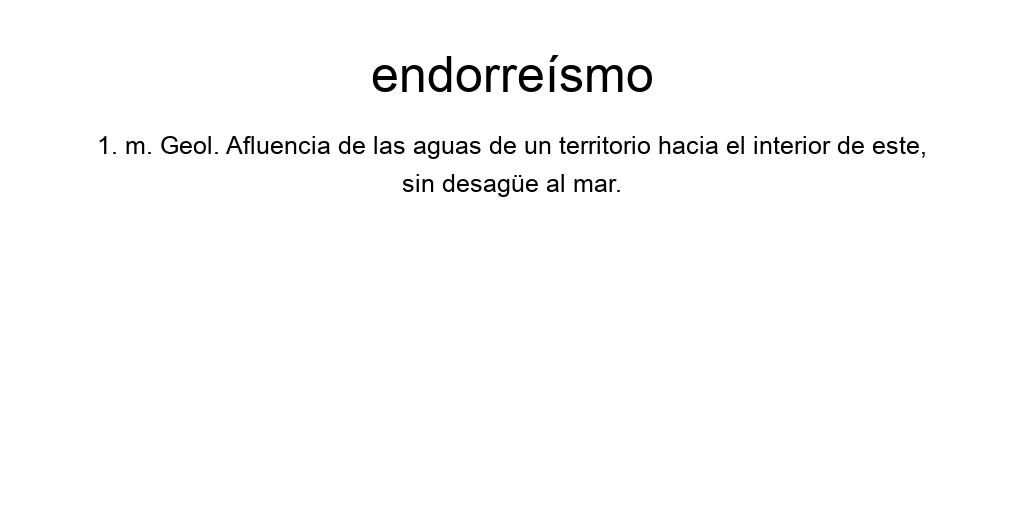 endorreísmo
1. m. Geol. Afluencia de las aguas de un territorio hacia el interior de este,
sin desagüe al mar.